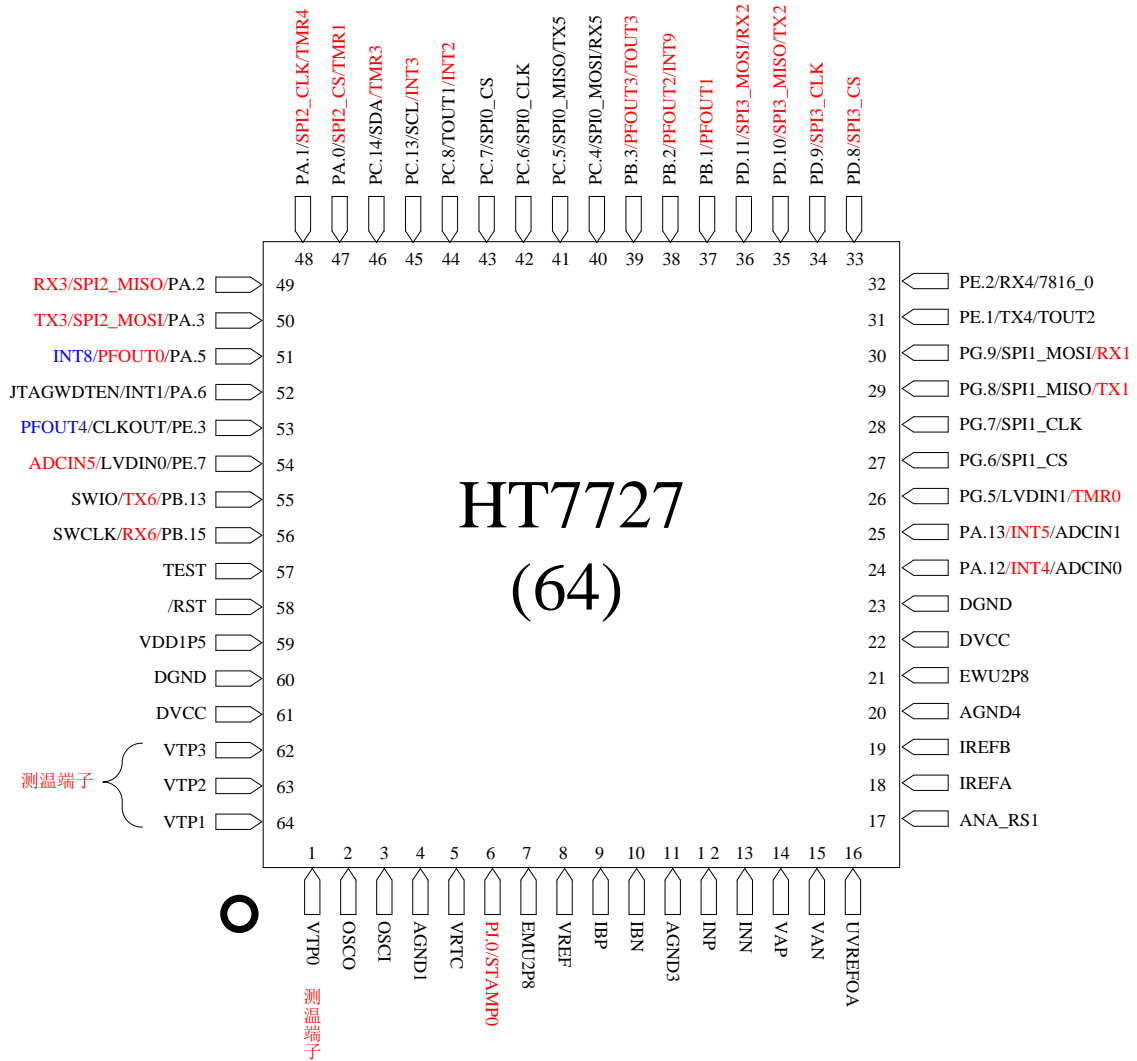 PA.1/SPI2_CLK/TMR4
PA.0/SPI2_CS/TMR1
PC.14/SDA/TMR3
PC.13/SCL/INT3
PC.8/TOUT1/INT2
PC.7/SPI0_CS
PC.6/SPI0_CLK
PC.5/SPI0_MISO/TX5
PC.4/SPI0_MOSI/RX5
PB.3/PFOUT3/TOUT3
PB.2/PFOUT2/INT9
PB.1/PFOUT1
PD.11/SPI3_MOSI/RX2
PD.10/SPI3_MISO/TX2
PD.9/SPI3_CLK
PD.8/SPI3_CS
48 47 46 45 44 43 42 41 40 39 38 37 36 35 34 33
RX3/SPI2_MISO/PA.2 49
TX3/SPI2_MOSI/PA.3 50
INT8/PFOUT0/PA.5 51
JTAGWDTEN/INT1/PA.6 52
PFOUT4/CLKOUT/PE.3 53
ADCIN5/LVDIN0/PE.7 54
SWIO/TX6/PB.13 55
SWCLK/RX6/PB.15 56
TEST 57
/RST 58
VDD1P5 59
DGND 60
DVCC 61
VTP3 62
VTP2 63
VTP1 64
测温端子
HT7727
(64)
32 PE.2/RX4/7816_0
31 PE.1/TX4/TOUT2
30 PG.9/SPI1_MOSI/RX1
29 PG.8/SPI1_MISO/TX1
28 PG.7/SPI1_CLK
27 PG.6/SPI1_CS
26 PG.5/LVDIN1/TMR0
25 PA.13/INT5/ADCIN1
24 PA.12/INT4/ADCIN0
23 DGND
22 DVCC
21 EWU2P8
20 AGND4
19 IREFB
18 IREFA
17 ANA_RS1
1 2 3 4 5 6 7 8 9 10 11 12 13 14 15 16
VTP0 测温端子
OSCO
OSCI
AGND1
VRTC
PJ.0/STAMP0
EMU2P8
VREF
IBP
IBN
AGND3
INP
INN
VAP
VAN
UVREFOA